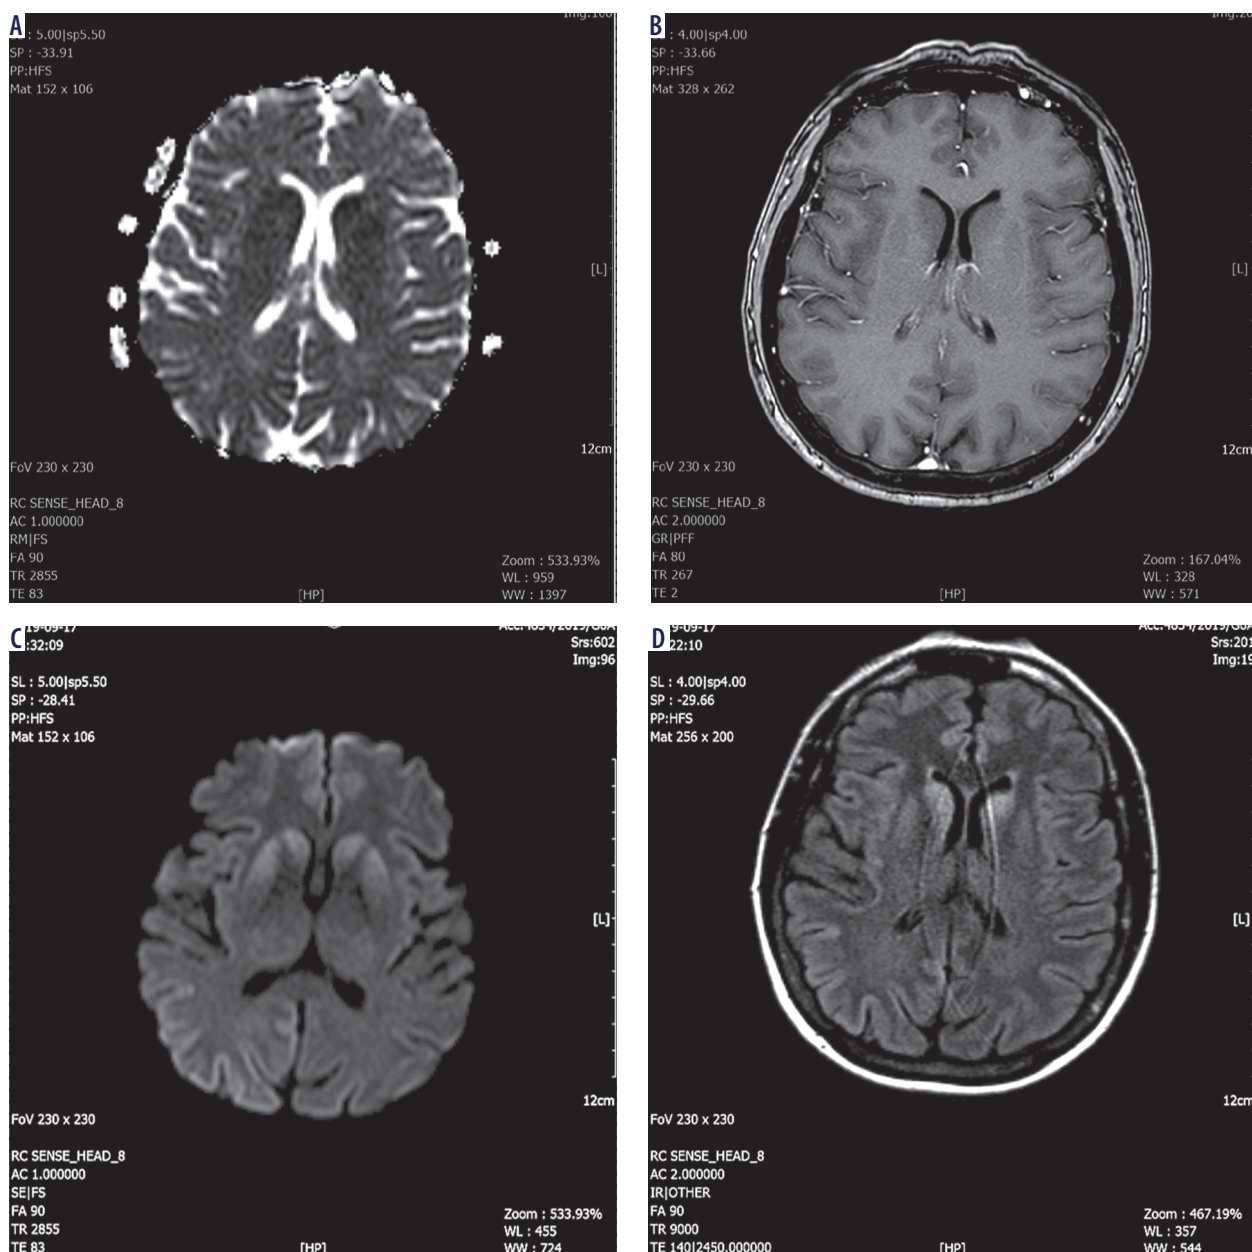 A
: 5.00|sp5.50
SP : -33.91
PP:HFS
Mat 152 x 106
[L]
12cm
FoV 230 x 230
RC SENSE_HEAD_8
AC 1.000000
RM|FS
FA 90
TR 2855
TE 83
[HP]
Zoom : 533.93%
WL : 959
WW : 1397
B
: 4.00|sp4.00
SP : -33.66
PP:HFS
Mat 328 x 262
[L]
12cm
FoV 230 x 230
RC SENSE_HEAD_8
AC 2.000000
GR|PFF
FA 80
TR 267
TE 2
[HP]
Zoom : 167.04%
WL : 328
WW : 571
C
:32:09
Srs:602
Img:96
SL : 5.00|sp5.50
SP : -28.41
PP:HFS
Mat 152 x 106
[L]
12cm
FoV 230 x 230
RC SENSE_HEAD_8
AC 1.000000
SE|FS
FA 90
TR 2855
TE 83
[HP]
Zoom : 533.93%
WL : 455
WW : 724
D
22:10
Srs:201
Img:19
SL : 4.00|sp4.00
SP : -29.66
PP:HFS
Mat 256 x 200
[L]
12cm
FoV 230 x 230
RC SENSE_HEAD_8
AC 2.000000
IR|OTHER
FA 90
TR 9000
TE 140|2450.000000
[HP]
Zoom : 467.19%
WL : 357
WW : 544